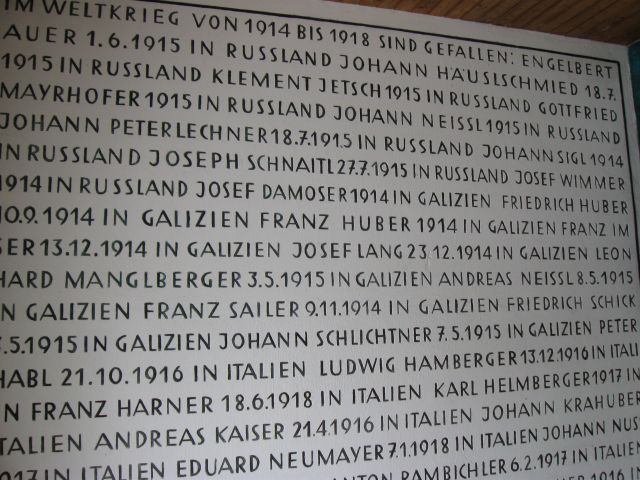 IM WELTKRIEG VON 1914 BIS 1918 SIND GEFALLEN: ENGELBERT
AUER 1.6.1915 IN RUSSLAND JOHANN HÄUSLSCHMIED 18.7.
1915 IN RUSSLAND KLEMENT JETSCH 1915 IN RUSSLAND GOTTFRIED
MAYRHOFER 1915 IN RUSSLAND JOHANN NEISSL 1915 IN RUSSLAND
JOHANN PETERLECHNER 18.7.1915 IN RUSSLAND JOHANN SIGL 1914
IN RUSSLAND JOSEPH SCHNAITL 27.7.1915 IN RUSSLAND JOSEF WIMMER
1914 IN RUSSLAND JOSEF DAMOSER 1914 IN GALIZIEN FRIEDRICH HUBER
10.9.1914 IN GALIZIEN FRANZ HUBER 1914 IN GALIZIEN FRANZ IM
SER 13.12.1914 IN GALIZIEN JOSEF LANG 23.12.1914 IN GALIZIEN LEON
HARD MANGLBERGER 3.5.1915 IN GALIZIEN ANDREAS NEISSL 8.5.1915
IN GALIZIEN FRANZ SAILER 9.11.1914 IN GALIZIEN FRIEDRICH SCHICK
.5.1915 IN GALIZIEN JOHANN SCHLICHTNER 7.5.1915 IN GALIZIEN PETER
HABL 21.10.1916 IN ITALIEN LUDWIG HAMBERGER 13.12.1916 IN ITALI
IN FRANZ HARNER 18.6.1918 IN ITALIEN KARL HELMBERGER 1917 IN
ITALIEN ANDREAS KAISER 21.4.1916 IN ITALIEN JOHANN KRAHUBER
1917 IN ITALIEN EDUARD NEUMAYER 7.1.1918 IN ITALIEN JOHANN NUS
ANTON RAMBICHLER 6.2.1917 IN ITALIEN
1916 IN